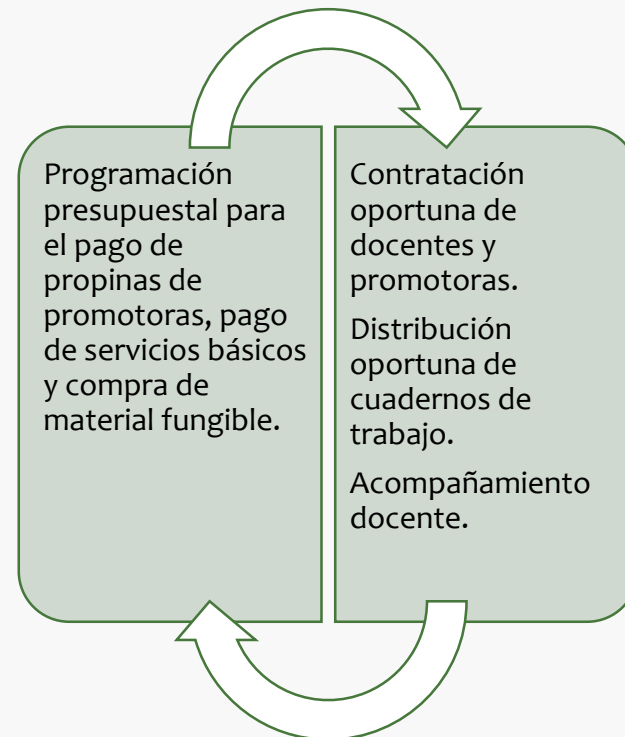 Programación
presupuestal para
el pago de
propinas de
promotoras, pago
de servicios básicos
y compra de
material fungible.
Contratación
oportuna de
docentes y
promotoras.
Distribución
oportuna de
cuadernos de
trabajo.
Acompañamiento
docente.